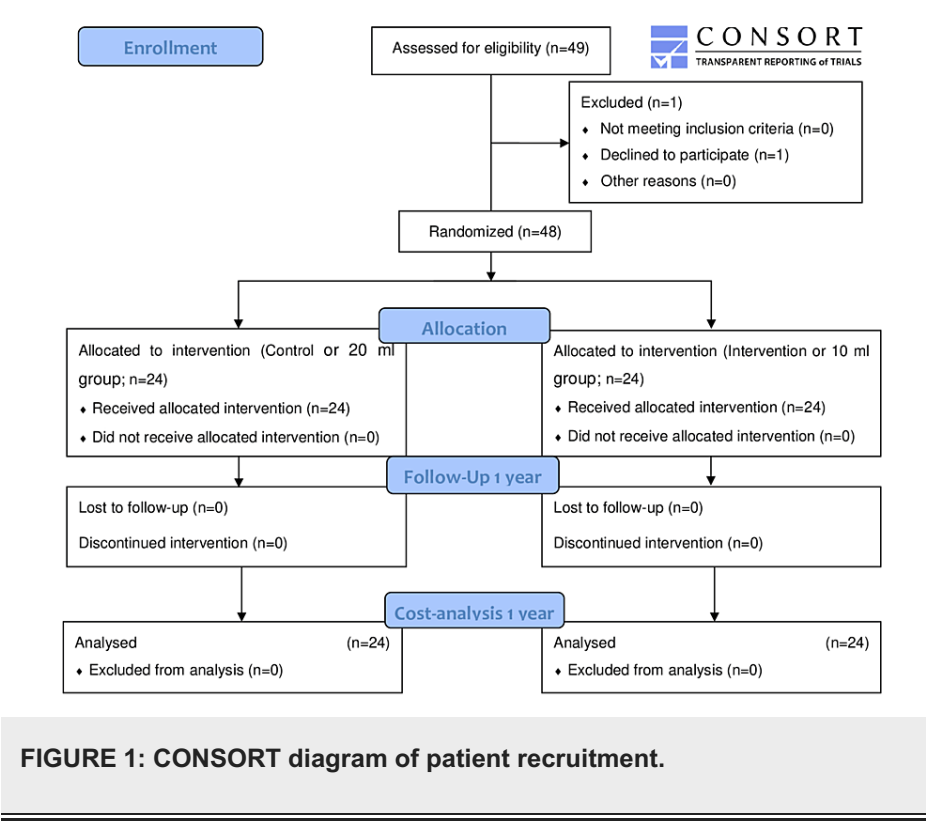 Enrollment
Assessed for eligibility (n=49)
CONSORT
TRANSPARENT REPORTING of TRIALS
Excluded (n=1)
♦ Not meeting inclusion criteria (n=0)
♦ Declined to participate (n=1)
♦ Other reasons (n=0)
Randomized (n=48)
Allocation
Allocated to intervention (Control or 20 ml
group; n=24)
♦ Received allocated intervention (n=24)
♦ Did not receive allocated intervention (n=0)
Allocated to intervention (Intervention or 10 ml
group; n=24)
♦ Received allocated intervention (n=24)
♦ Did not receive allocated intervention (n=0)
Follow-Up 1 year
Lost to follow-up (n=0)
Discontinued intervention (n=0)
Lost to follow-up (n=0)
Discontinued intervention (n=0)
Cost-analysis 1 year
Analysed (n=24)
♦ Excluded from analysis (n=0)
Analysed (n=24)
♦ Excluded from analysis (n=0)
FIGURE 1: CONSORT diagram of patient recruitment.